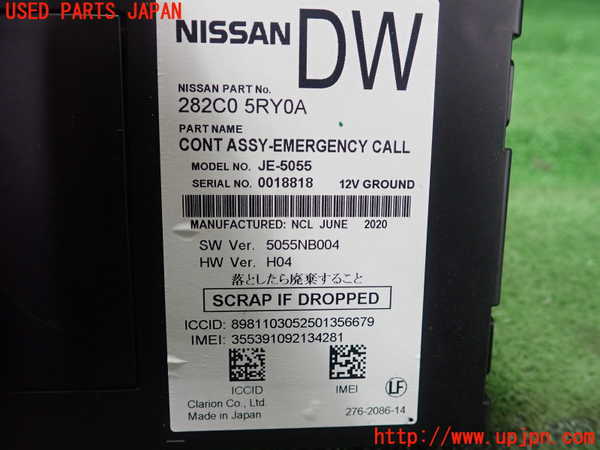 USED PARTS JAPAN
NISSAN DW
NISSAN PART No.
282C0 5RY0A
PART NAME
CONT ASSY-EMERGENCY CALL
MODEL NO. JE-5055
SERIAL NO. 0018818 12V GROUND
MANUFACTURED: NCL JUNE 2020
SW Ver. 5055NB004
HW Ver. H04
落としたら廃棄すること
SCRAP IF DROPPED
ICCID: 8981103052501356679
IMEI: 355391092134281
ICCID IMEI LF
Clarion Co., Ltd.
Made in Japan 276-2086-14
http://www.upjpn.com/